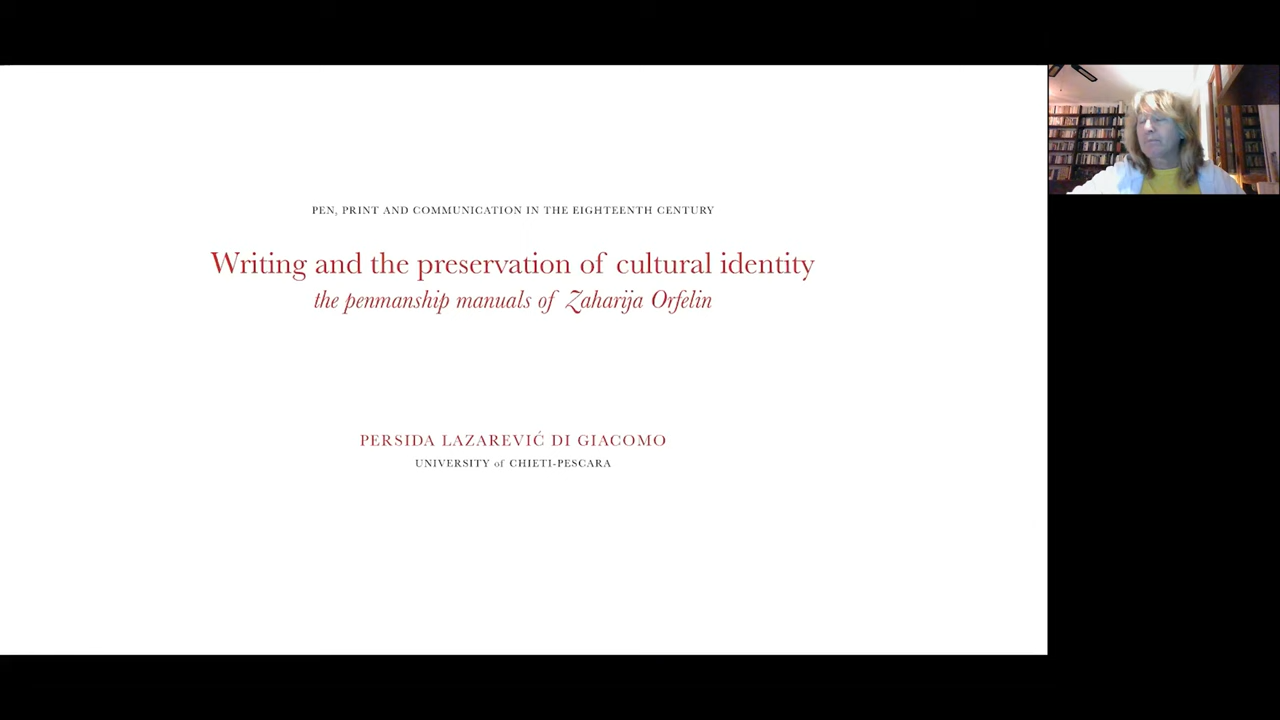 PEN, PRINT AND COMMUNICATION IN THE EIGHTEENTH CENTURY
Writing and the preservation of cultural identity
the penmanship manuals of Zaharija Orfelin
PERSIDA LAZAREVIĆ DI GIACOMO
UNIVERSITY of CHIETI-PESCARA